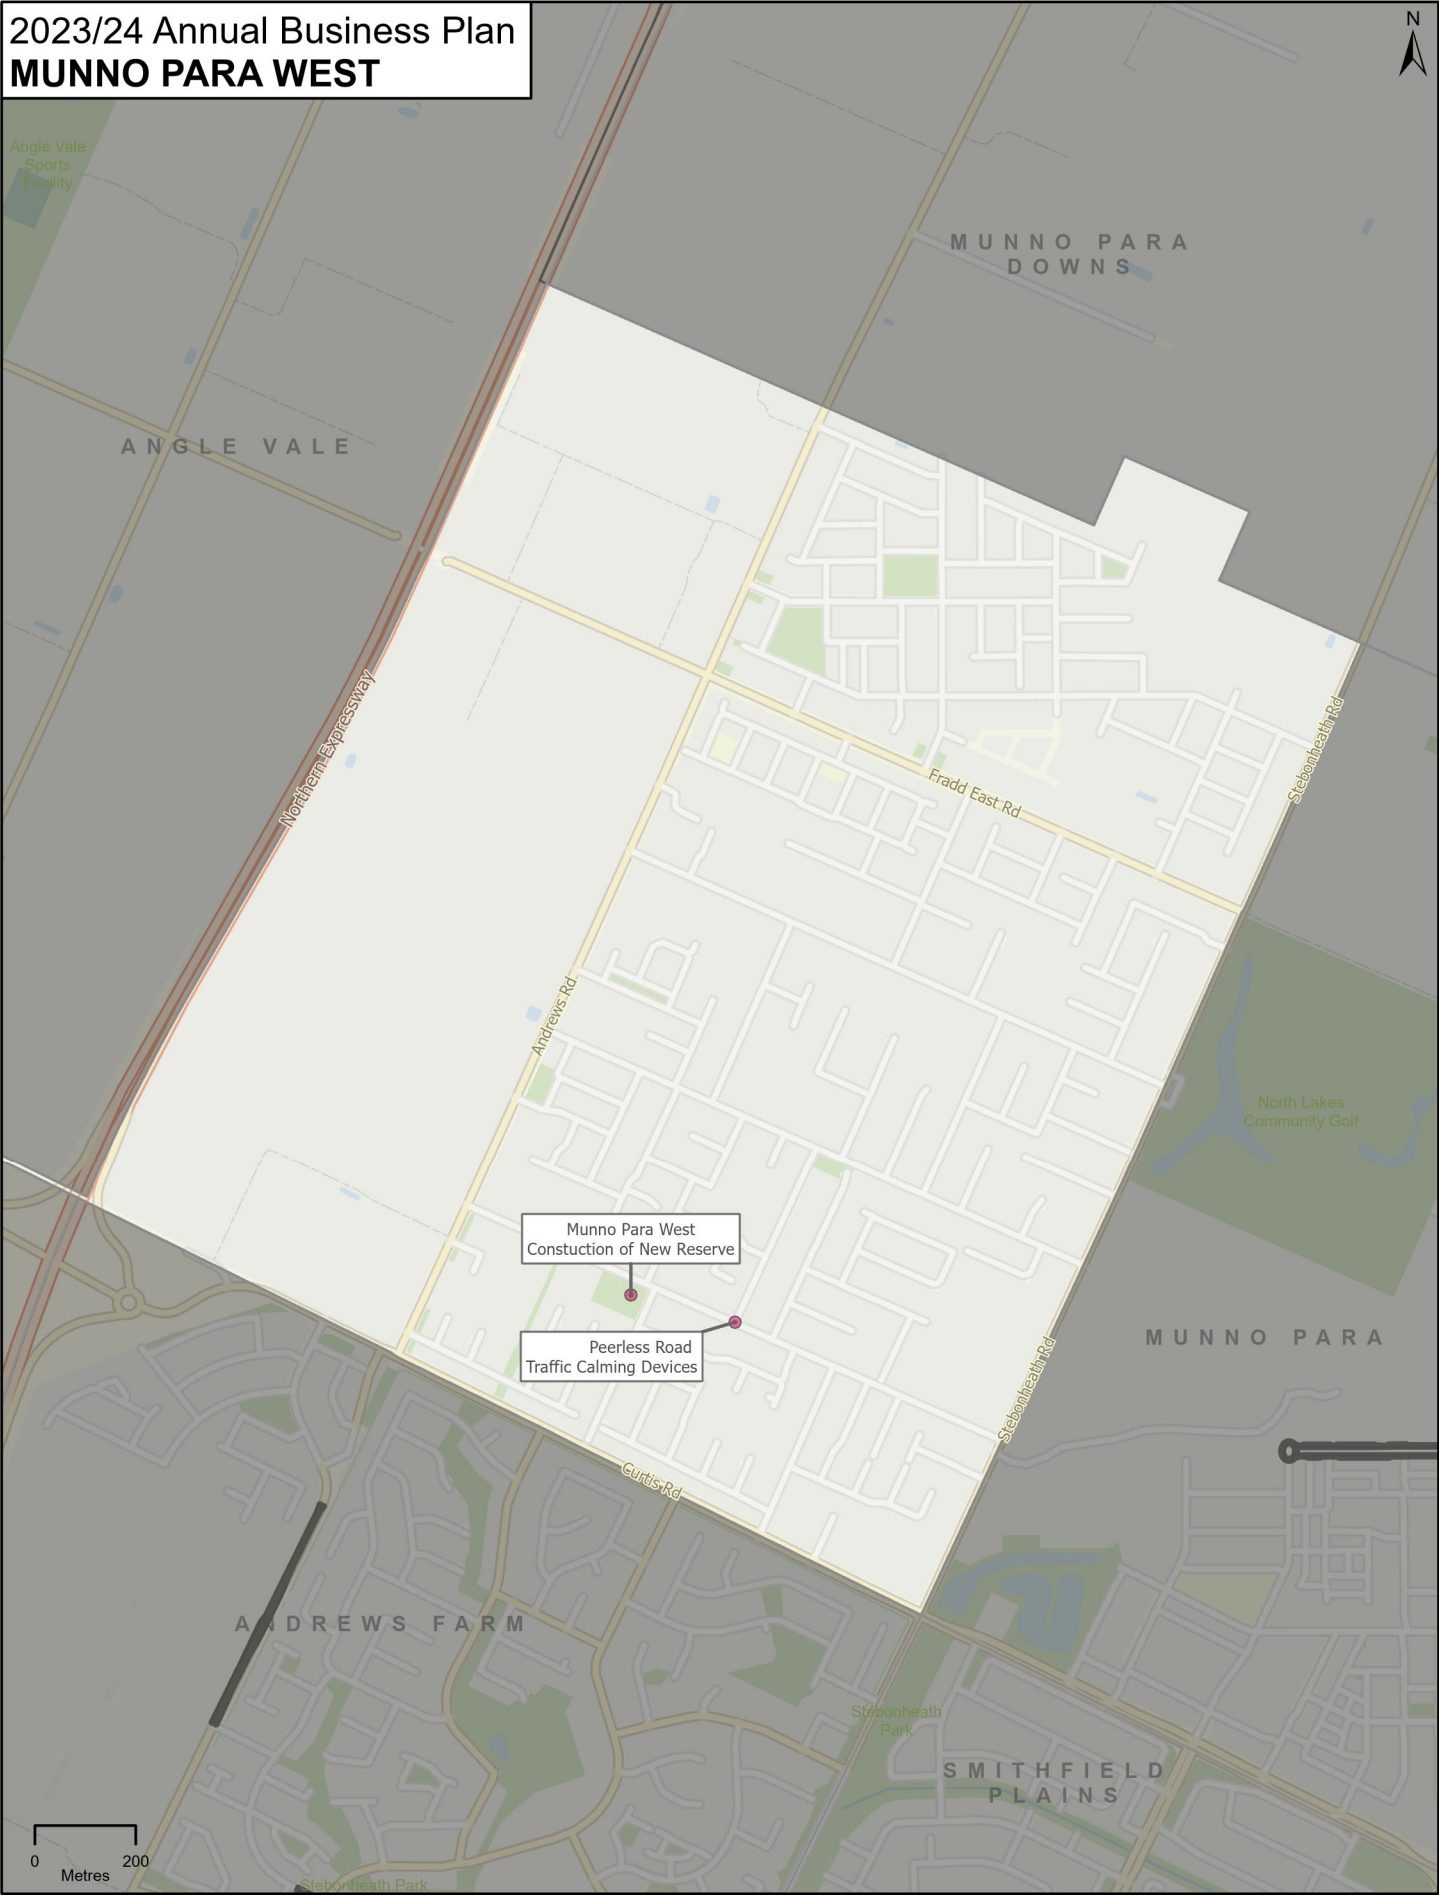 2023/24 Annual Business Plan
MUNNO PARA WEST
N
Angle Vale
Sports
Facility
MUNNO PARA
DOWNS
ANGLE VALE
Northern Expressway
Stebonheath Rd
Fradd East Rd
Andrews Rd
North Lakes
Community Golf
Munno Para West
Constuction of New Reserve
Peerless Road
Traffic Calming Devices
MUNNO PARA
Stebonheath Rd
Curtis Rd
ANDREWS FARM
Stebonheath
Park
SMITHFIELD
PLAINS
0 200
Metres
Stebonheath Park